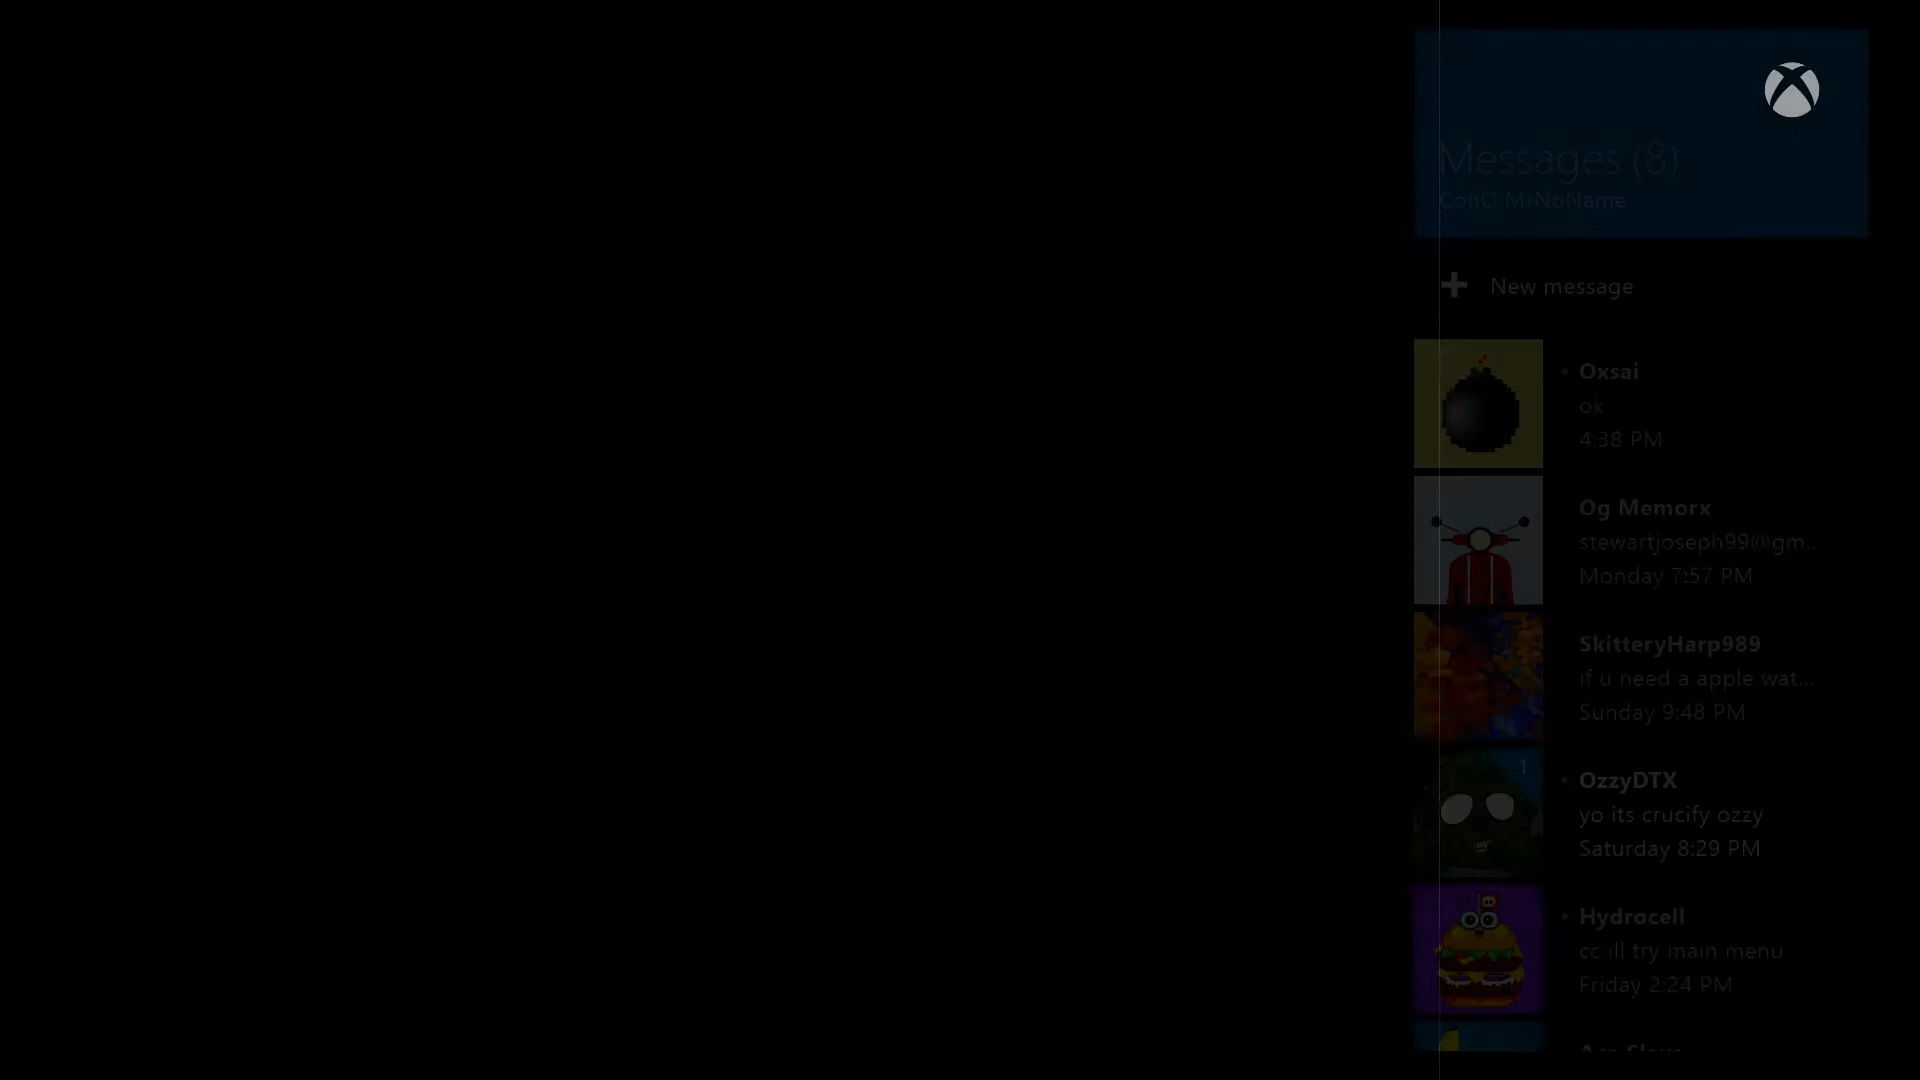 Messages (8)
ConO MrNoName
New message
Oxsai
ok
4:38 PM
Og Memorx
stewartjoseph99@gm..
Monday 7:57 PM
SkitteryHarp989
if u need a apple wat...
Sunday 9:48 PM
1
OzzyDTX
yo its crucify ozzy
Saturday 8:29 PM
Hydrocell
cc ill try main menu
Friday 2:24 PM